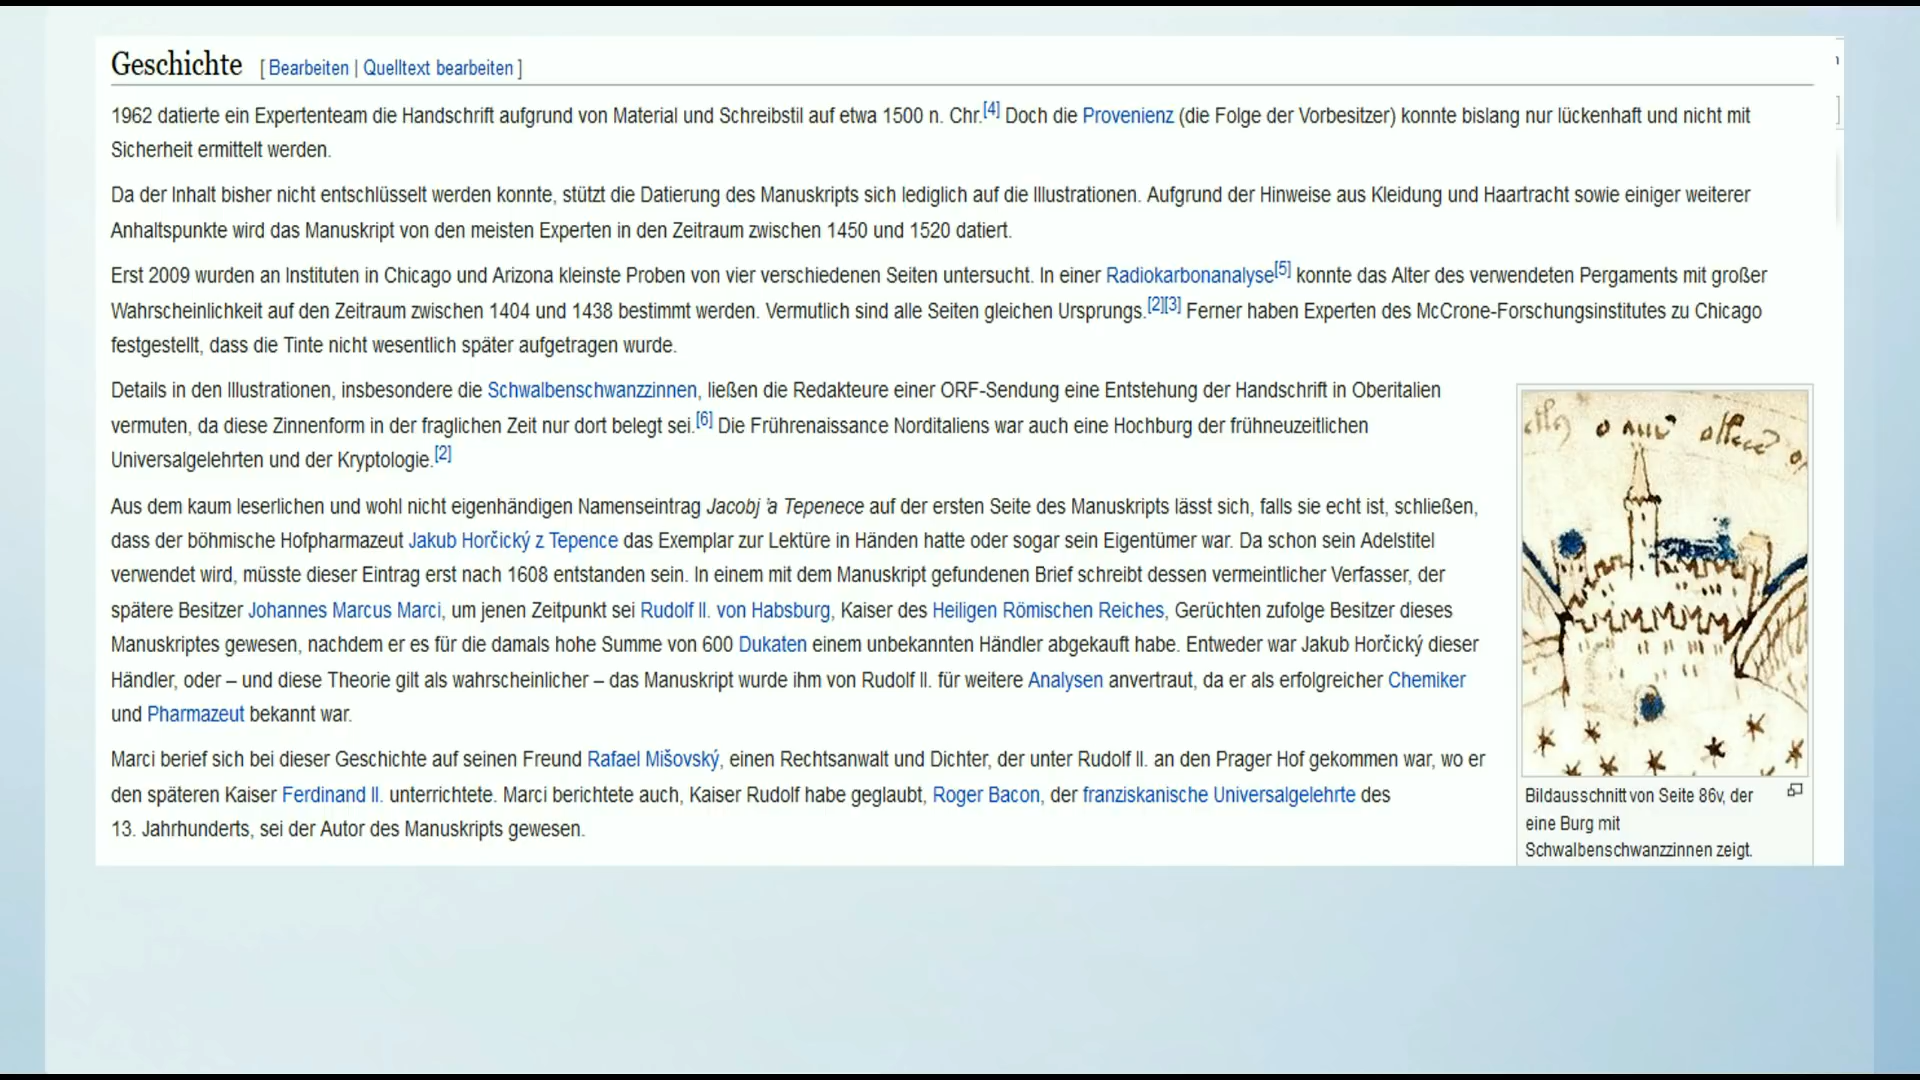 Geschichte [ Bearbeiten | Quelltext bearbeiten ]
1962 datierte ein Expertenteam die Handschrift aufgrund von Material und Schreibstil auf etwa 1500 n. Chr.[4] Doch die Provenienz (die Folge der Vorbesitzer) konnte bislang nur lückenhaft und nicht mit
Sicherheit ermittelt werden.
Da der Inhalt bisher nicht entschlüsselt werden konnte, stützt die Datierung des Manuskripts sich lediglich auf die Illustrationen. Aufgrund der Hinweise aus Kleidung und Haartracht sowie einiger weiterer
Anhaltspunkte wird das Manuskript von den meisten Experten in den Zeitraum zwischen 1450 und 1520 datiert.
Erst 2009 wurden an Instituten in Chicago und Arizona kleinste Proben von vier verschiedenen Seiten untersucht. In einer Radiokarbonanalyse[5] konnte das Alter des verwendeten Pergaments mit großer
Wahrscheinlichkeit auf den Zeitraum zwischen 1404 und 1438 bestimmt werden. Vermutlich sind alle Seiten gleichen Ursprungs.[2][3] Ferner haben Experten des McCrone-Forschungsinstitutes zu Chicago
festgestellt, dass die Tinte nicht wesentlich später aufgetragen wurde.
Details in den Illustrationen, insbesondere die Schwalbenschwanzzinnen, ließen die Redakteure einer ORF-Sendung eine Entstehung der Handschrift in Oberitalien
vermuten, da diese Zinnenform in der fraglichen Zeit nur dort belegt sei.[6] Die Frührenaissance Norditaliens war auch eine Hochburg der frühneuzeitlichen
Universalgelehrten und der Kryptologie.[2]
Aus dem kaum leserlichen und wohl nicht eigenhändigen Namenseintrag Jacobj 'a Tepenece auf der ersten Seite des Manuskripts lässt sich, falls sie echt ist, schließen,
dass der böhmische Hofpharmazeut Jakub Horčický z Tepence das Exemplar zur Lektüre in Händen hatte oder sogar sein Eigentümer war. Da schon sein Adelstitel
verwendet wird, müsste dieser Eintrag erst nach 1608 entstanden sein. In einem mit dem Manuskript gefundenen Brief schreibt dessen vermeintlicher Verfasser, der
spätere Besitzer Johannes Marcus Marci, um jenen Zeitpunkt sei Rudolf II. von Habsburg, Kaiser des Heiligen Römischen Reiches, Gerüchten zufolge Besitzer dieses
Manuskriptes gewesen, nachdem er es für die damals hohe Summe von 600 Dukaten einem unbekannten Händler abgekauft habe. Entweder war Jakub Horčický dieser
Händler, oder – und diese Theorie gilt als wahrscheinlicher – das Manuskript wurde ihm von Rudolf II. für weitere Analysen anvertraut, da er als erfolgreicher Chemiker
und Pharmazeut bekannt war.
Marci berief sich bei dieser Geschichte auf seinen Freund Rafael Mišovský, einen Rechtsanwalt und Dichter, der unter Rudolf II. an den Prager Hof gekommen war, wo er
den späteren Kaiser Ferdinand II. unterrichtete. Marci berichtete auch, Kaiser Rudolf habe geglaubt, Roger Bacon, der franziskanische Universalgelehrte des
13. Jahrhunderts, sei der Autor des Manuskripts gewesen.
Bildausschnitt von Seite 86v, der
eine Burg mit
Schwalbenschwanzzinnen zeigt.